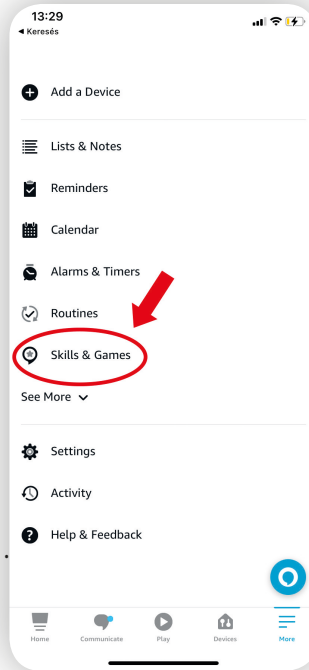 13:29
◀ Keresés
Add a Device
Lists & Notes
Reminders
Calendar
Alarms & Timers
Routines
Skills & Games
See More
Settings
Activity
Help & Feedback
Home Communicate Play Devices More